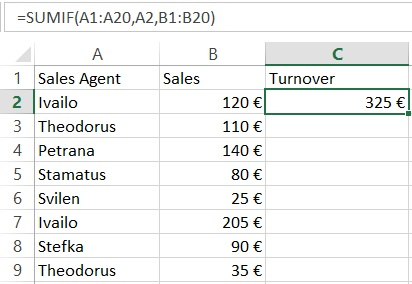 =SUMIF(A1:A20,A2,B1:B20)
A B C
1 Sales Agent Sales Turnover
2 Ivailo 120 € 325 €
3 Theodorus 110 €
4 Petrana 140 €
5 Stamatus 80 €
6 Svilen 25 €
7 Ivailo 205 €
8 Stefka 90 €
9 Theodorus 35 €